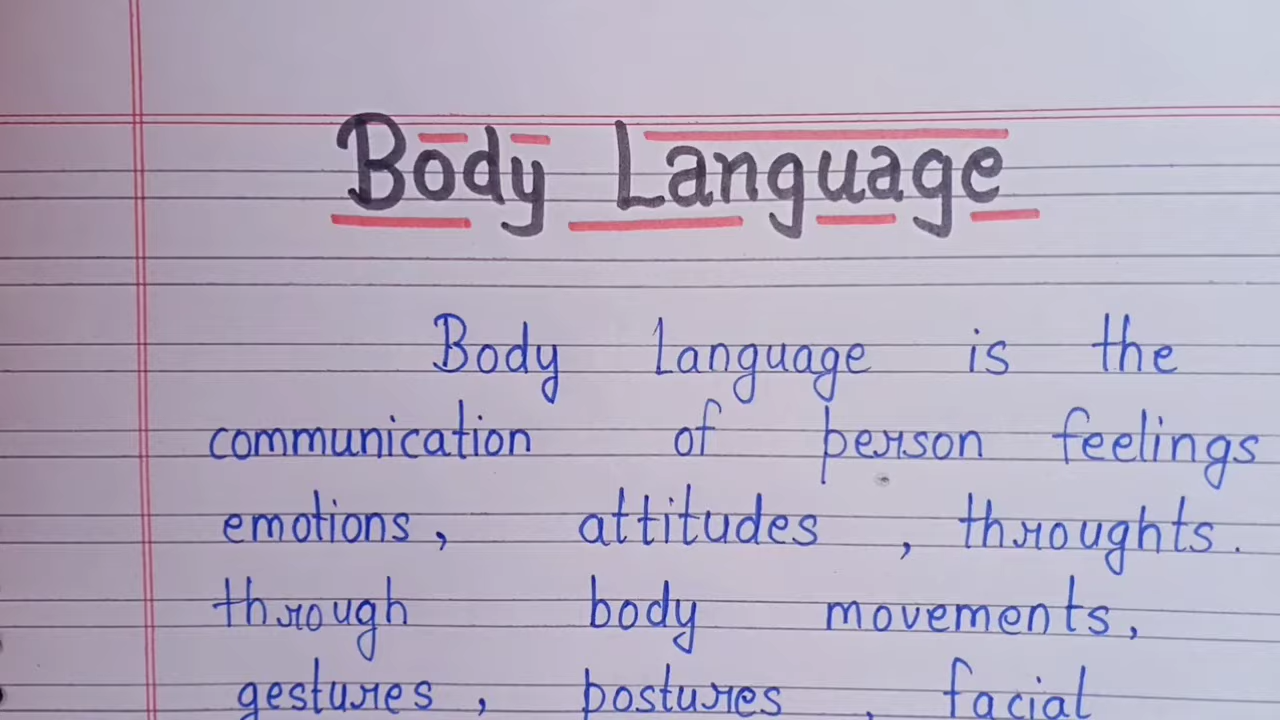 Body Language
Body Language is the
communication of person feelings
emotions, attitudes, throughts.
through body movements,
gestures, postures, facial